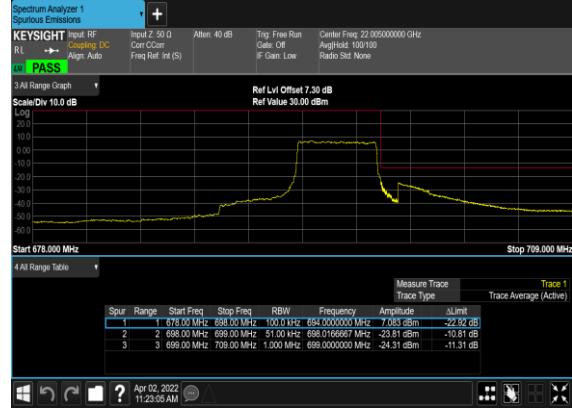 Spectrum Analyzer 1
Spurious Emissions
KEYSIGHT Input: RF Input Z: 50 Ω Atten: 40 dB Trig: Free Run Center Freq: 22.005000000 GHz
RL Coupling: DC Corr CCorr Gate: Off Avg|Hold: 100/100
Align: Auto Freq Ref: Int (S) IF Gain: Low Radio Std: None
PASS
3 All Range Graph
Ref Lvl Offset 7.30 dB
Scale/Div 10.0 dB Ref Value 30.00 dBm
Log
20.0
10.0
0.00
-10.0
-20.0
-30.0
-40.0
-50.0
-60.0
Start 678.000 MHz Stop 709.000 MHz
4 All Range Table
Measure Trace Trace 1
Trace Type Trace Average (Active)
Spur Range Start Freq Stop Freq RBW Frequency Amplitude ΔLimit
1 1 678.00 MHz 698.00 MHz 100.0 kHz 694.0000000 MHz 7.083 dBm -22.92 dB
2 2 698.00 MHz 699.00 MHz 51.00 kHz 698.0166667 MHz -23.81 dBm -10.81 dB
3 3 699.00 MHz 709.00 MHz 1.000 MHz 699.0000000 MHz -24.31 dBm -11.31 dB
? Apr 02, 2022
11:23:05 AM